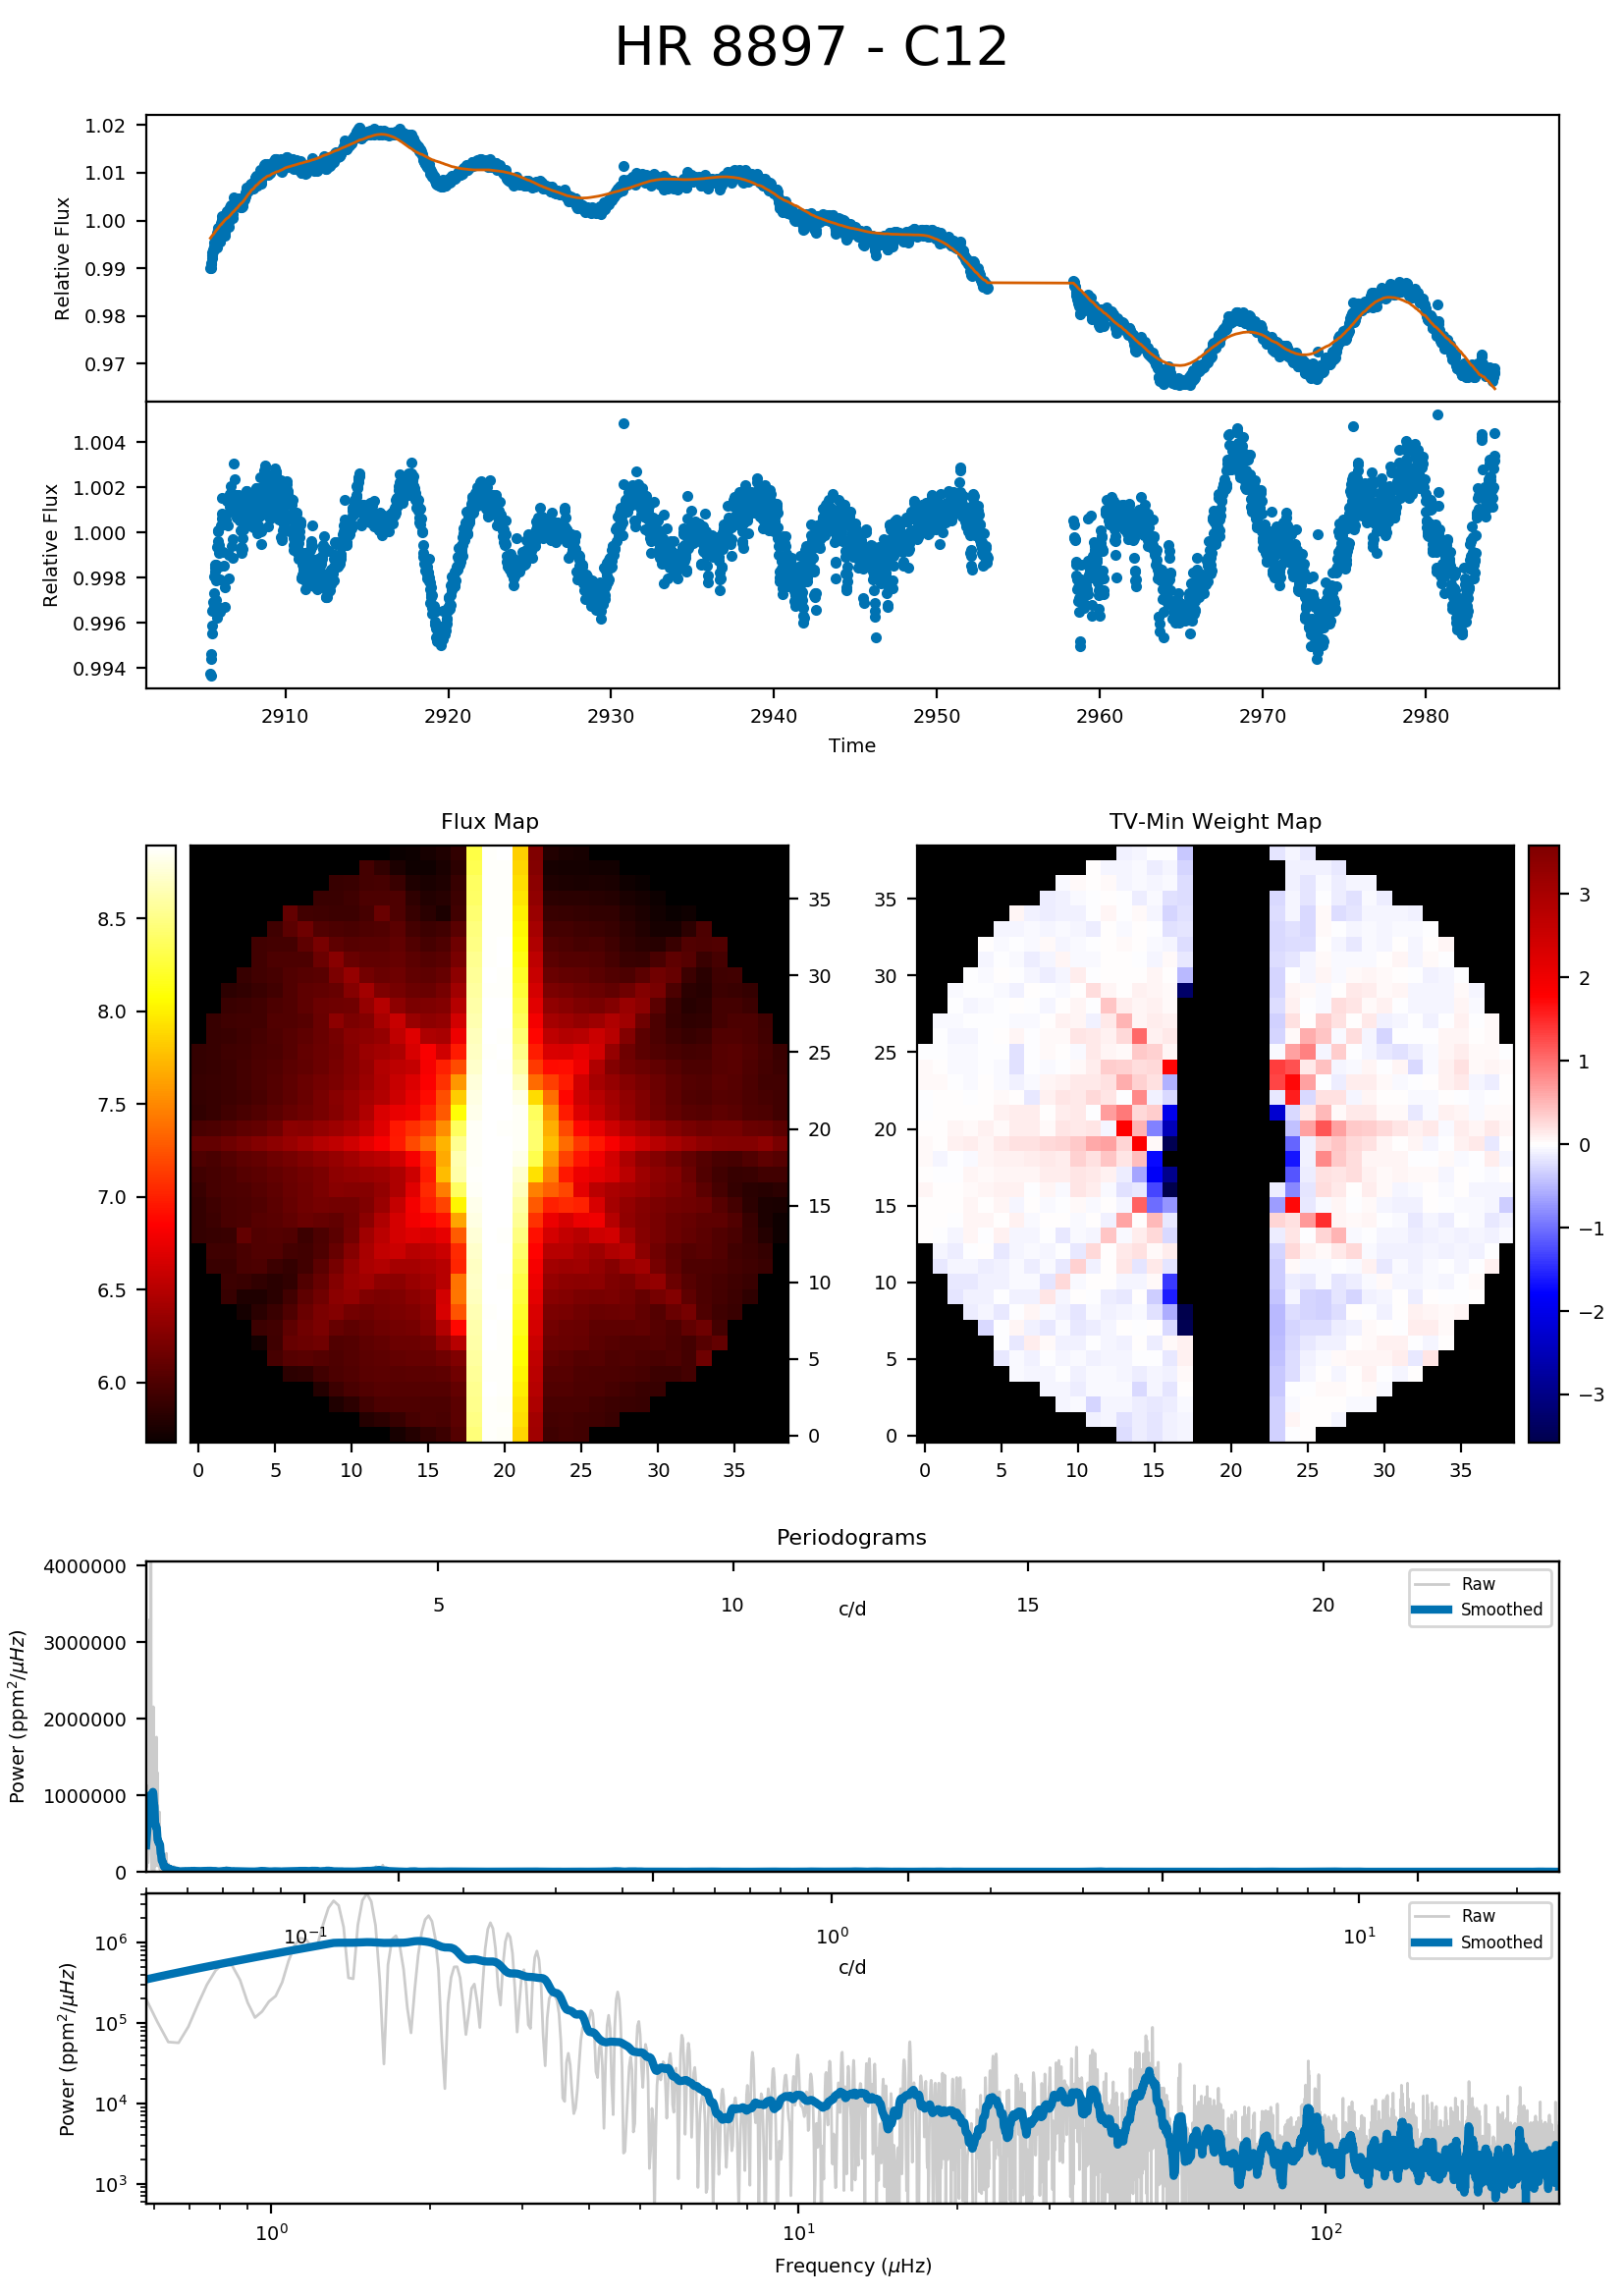 HR 8897 - C12
1.02
1.01
1.00
0.99
0.98
0.97
Relative Flux
1.004
1.002
1.000
0.998
0.996
0.994
Relative Flux
2910 2920 2930 2940 2950 2960 2970 2980
Time
Flux Map
8.5
8.0
7.5
7.0
6.5
6.0
35
30
25
20
15
10
5
0
0 5 10 15 20 25 30 35
TV-Min Weight Map
35
30
25
20
15
10
5
0
0 5 10 15 20 25 30 35
3
2
1
0
−1
−2
−3
Periodograms
4000000
3000000
2000000
1000000
0
Power (ppm²/μHz)
5 10 15 20
c/d
Raw
Smoothed
10⁻¹ 10⁰ 10¹
c/d
Raw
Smoothed
10⁶
10⁵
10⁴
10³
Power (ppm²/μHz)
10⁰ 10¹ 10²
Frequency (μHz)